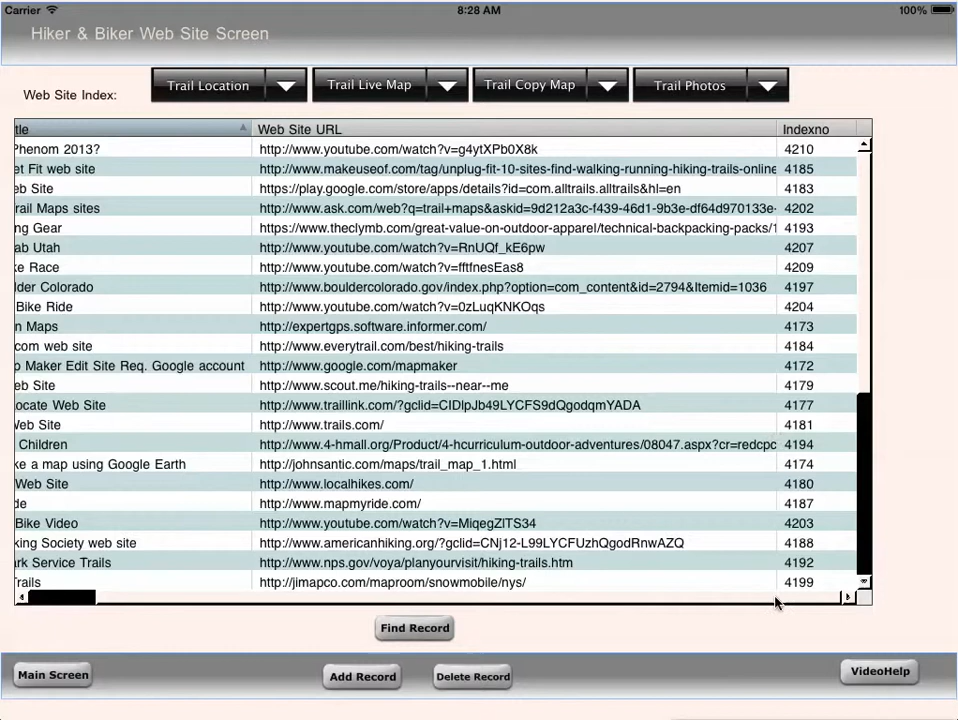 Carrier 8:28 AM 100%
Hiker & Biker Web Site Screen
Web Site Index: Trail Location Trail Live Map Trail Copy Map Trail Photos
tle Web Site URL Indexno
Phenom 2013? http://www.youtube.com/watch?v=g4ytXPb0X8k 4210
et Fit web site http://www.makeuseof.com/tag/unplug-fit-10-sites-find-walking-running-hiking-trails-online 4185
eb Site https://play.google.com/store/apps/details?id=com.alltrails.alltrails&hl=en 4183
rail Maps sites http://www.ask.com/web?q=trail+maps&askid=9d212a3c-f439-46d1-9b3e-df64d970133e- 4202
ng Gear https://www.theclymb.com/great-value-on-outdoor-apparel/technical-backpacking-packs/1 4193
ab Utah http://www.youtube.com/watch?v=RnUQf_kE6pw 4207
ke Race http://www.youtube.com/watch?v=fftfnesEas8 4209
lder Colorado http://www.bouldercolorado.gov/index.php?option=com_content&id=2794&Itemid=1036 4197
Bike Ride http://www.youtube.com/watch?v=0zLuqKNKOqs 4204
n Maps http://expertgps.software.informer.com/ 4173
com web site http://www.everytrail.com/best/hiking-trails 4184
p Maker Edit Site Req. Google account http://www.google.com/mapmaker 4172
eb Site http://www.scout.me/hiking-trails--near--me 4179
ocate Web Site http://www.traillink.com/?gclid=CIDlpJb49LYCFS9dQgodqmYADA 4177
Web Site http://www.trails.com/ 4181
Children http://www.4-hmall.org/Product/4-hcurriculum-outdoor-adventures/08047.aspx?cr=redcpc 4194
ke a map using Google Earth http://johnsantic.com/maps/trail_map_1.html 4174
Web Site http://www.localhikes.com/ 4180
de http://www.mapmyride.com/ 4187
Bike Video http://www.youtube.com/watch?v=MiqegZlTS34 4203
king Society web site http://www.americanhiking.org/?gclid=CNj12-L99LYCFUzhQgodRnwAZQ 4188
ark Service Trails http://www.nps.gov/voya/planyourvisit/hiking-trails.htm 4192
Trails http://jimapco.com/maproom/snowmobile/nys/ 4199
Find Record
Main Screen Add Record Delete Record VideoHelp